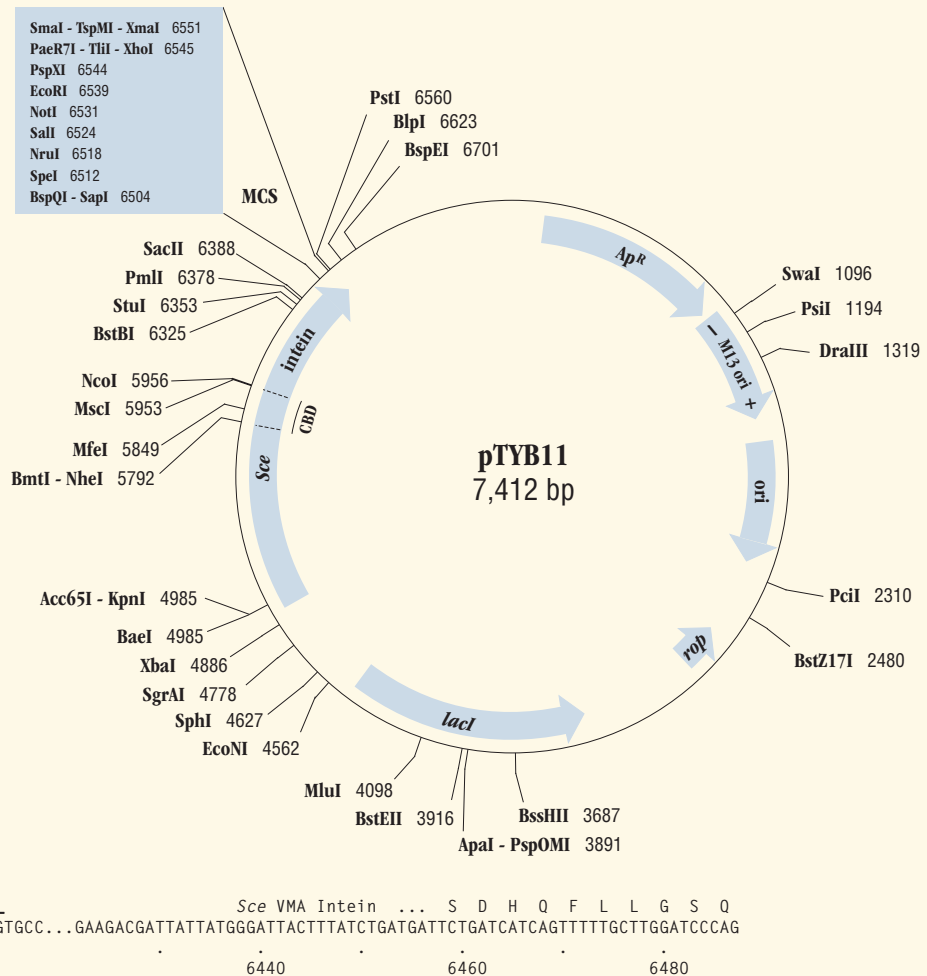 SmaI - TspMI - XmaI 6551
PaeR7I - TliI - XhoI 6545
PspXI 6544
EcoRI 6539
NotI 6531
SalI 6524
NruI 6518
SpeI 6512
BspQI - SapI 6504
MCS
PstI 6560
BlpI 6623
BspEI 6701
SacII 6388
PmlI 6378
StuI 6353
BstBI 6325
NcoI 5956
MscI 5953
MfeI 5849
BmtI - NheI 5792
Acc65I - KpnI 4985
BaeI 4985
XbaI 4886
SgrAI 4778
SphI 4627
EcoNI 4562
MluI 4098
BstEII 3916
ApaI - PspOMI 3891
BssHII 3687
BstZ17I 2480
PciI 2310
DraIII 1319
PsiI 1194
SwaI 1096
ApR
– M13 ori +
ori
rop
lacI
Sce
intein
CBD
pTYB11
7,412 bp
Sce VMA Intein ... S D H Q F L L G S Q
GTGCC...GAAGACGATTATTATGGGATTACTTTATCTGATGATTCTGATCATCAGTTTTTGCTTGGATCCCAG
. . . .
6440 6460 6480